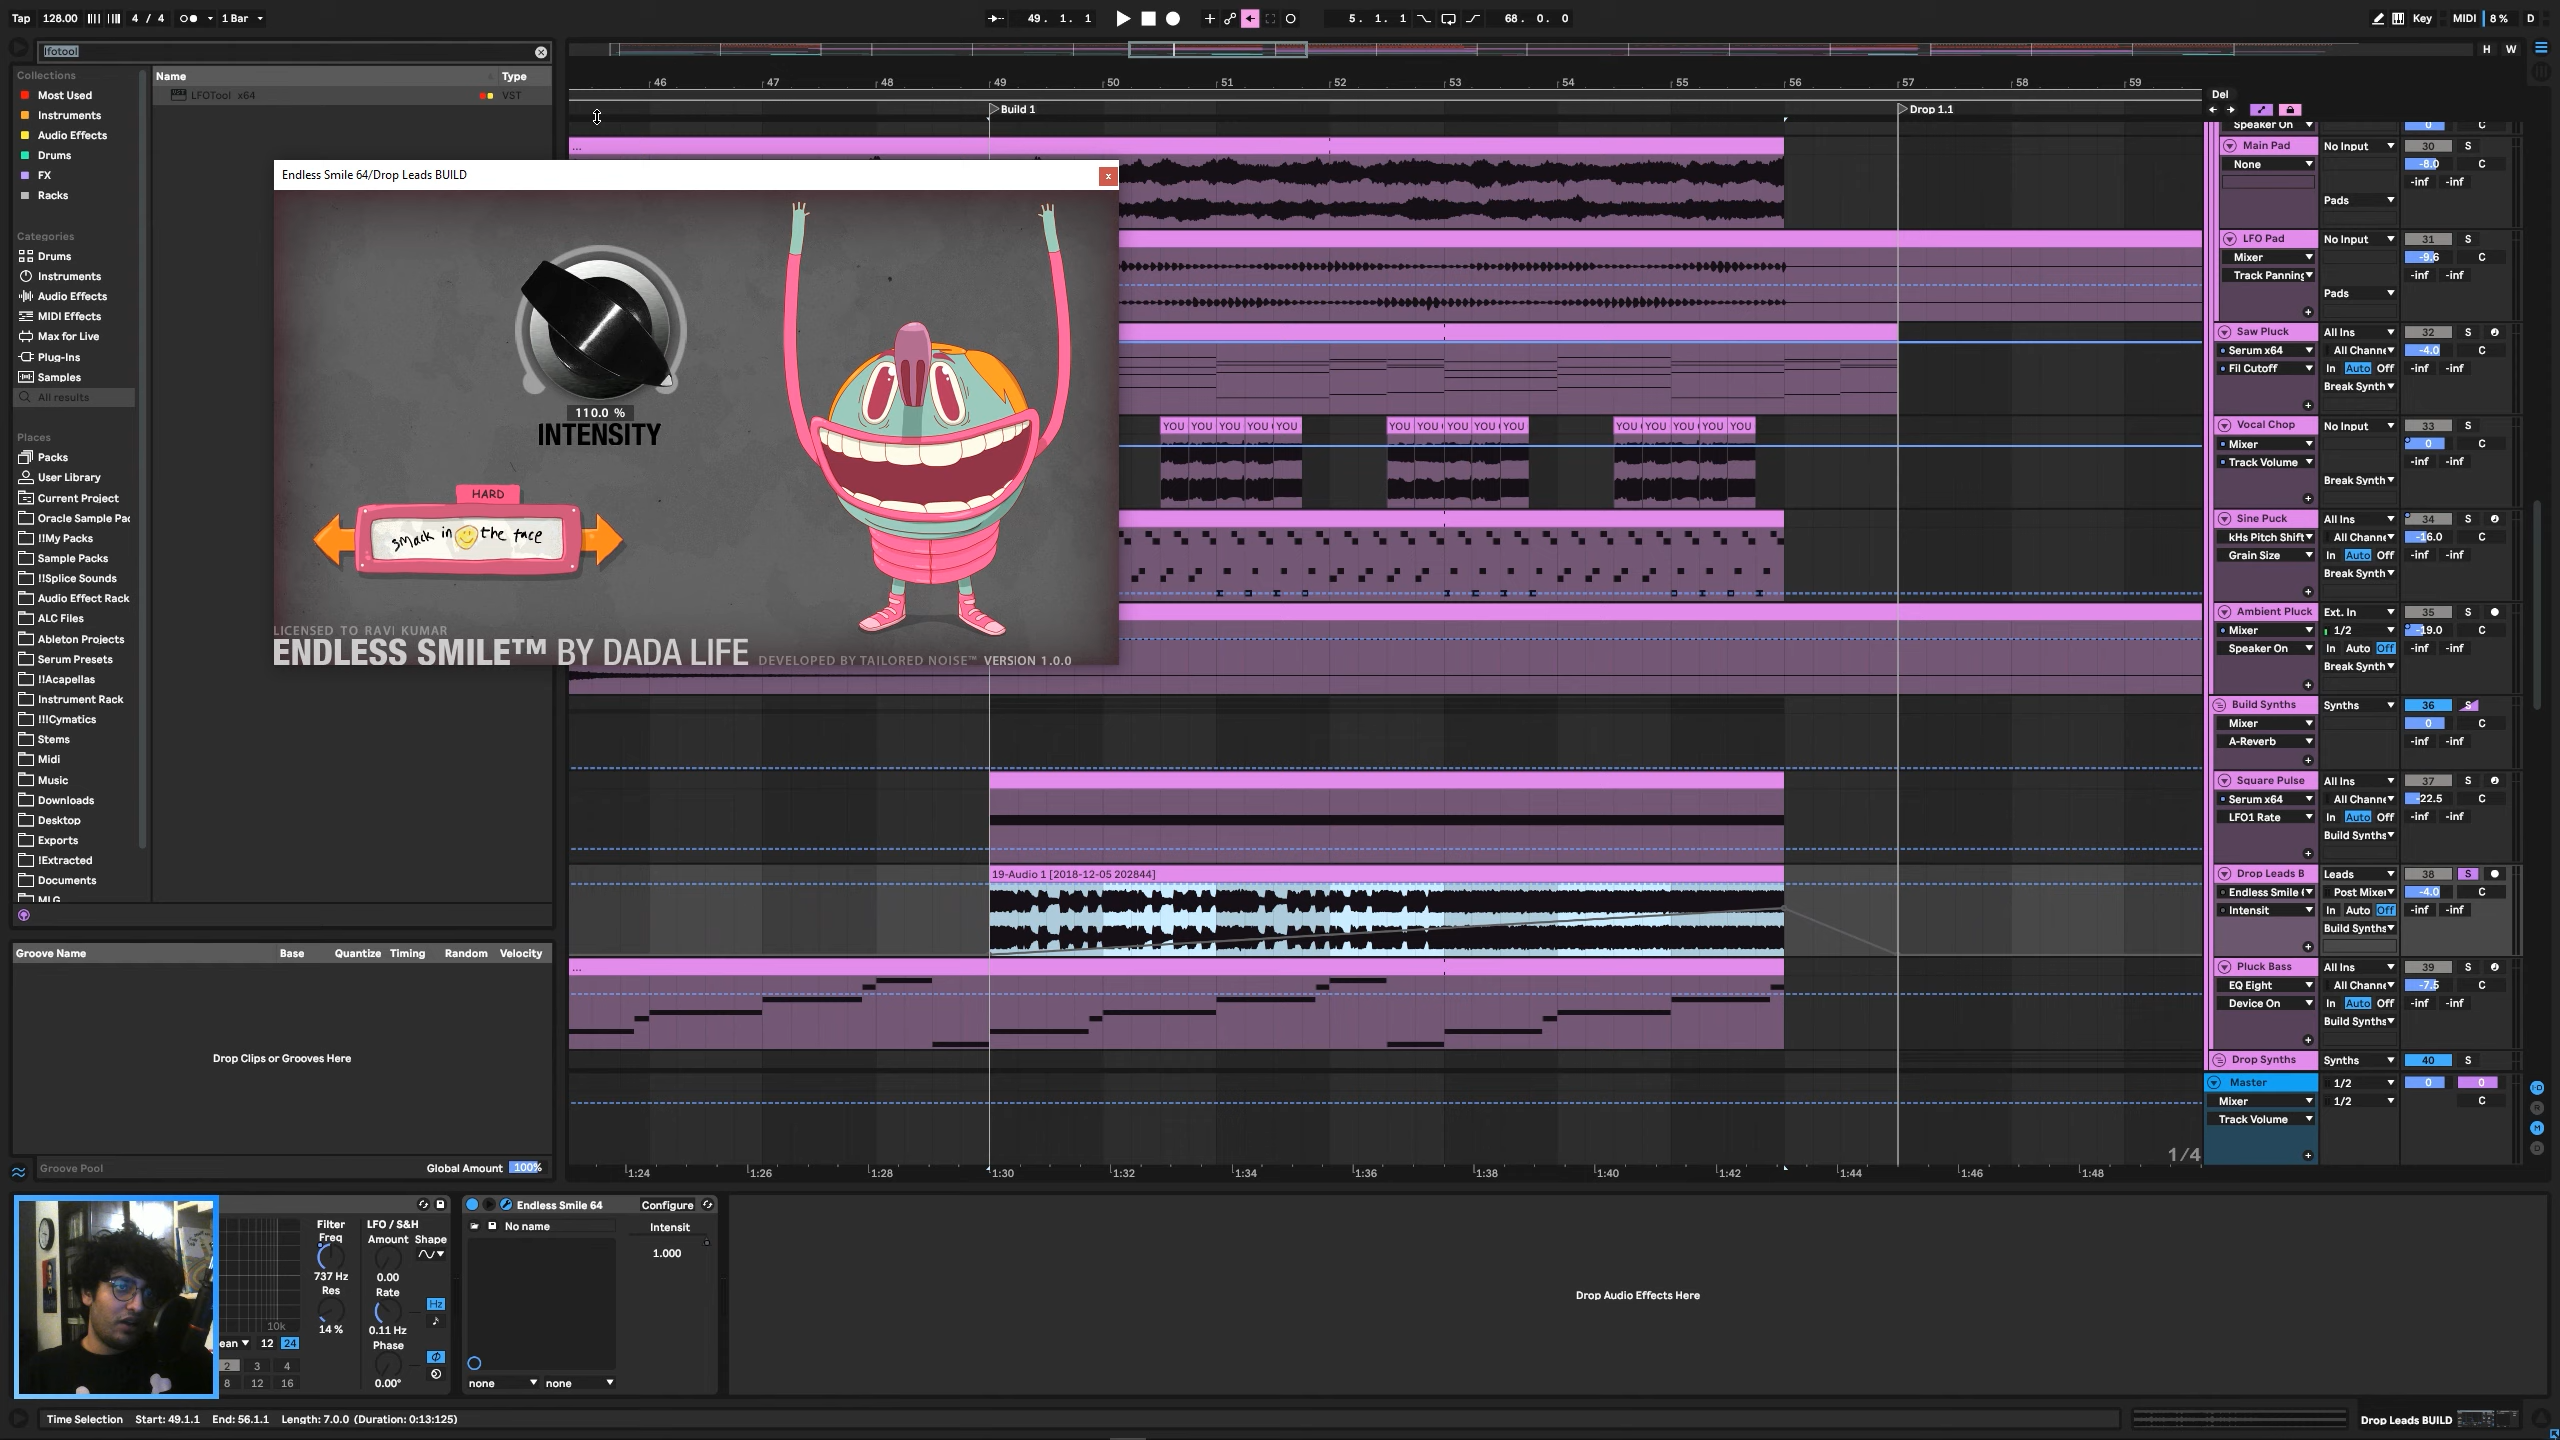 Tap 128.00 4 / 4 1 Bar 49. 1. 1 5. 1. 1 68. 0. 0 Key MIDI 8 % D
lfotool
H W
Collections
Most Used
Instruments
Audio Effects
Drums
FX
Racks
Categories
Drums
Instruments
Audio Effects
MIDI Effects
Max for Live
Plug-Ins
Samples
All results
Places
Packs
User Library
Current Project
Oracle Sample Pac
!!My Packs
Sample Packs
!!Splice Sounds
Audio Effect Rack
ALC Files
Ableton Projects
Serum Presets
!!Acapellas
Instrument Rack
!!!Cymatics
Stems
Midi
Music
Downloads
Desktop
Exports
!Extracted
Documents
MLG
Name Type
LFOTool x64 VST
46 47 48 49 50 51 52 53 54 55 56 57 58 59
Build 1 Drop 1.1
Del
Endless Smile 64/Drop Leads BUILD x
110.0 %
INTENSITY
HARD
smack in the face
LICENSED TO RAVI KUMAR
ENDLESS SMILE™ BY DADA LIFE DEVELOPED BY TAILORED NOISE™ VERSION 1.0.0
YOU YOU YOU YOU YOU YOU YOU YOU YOU YOU YOU YOU YOU YOU YOU
19-Audio 1 [2018-12-05 202844]
Speaker On 0 C
Main Pad No Input 30 S
None -8.0 C
-inf -inf
Pads
LFO Pad No Input 31 S
Mixer -9.6 C
Track Panning -inf -inf
Pads
Saw Pluck All Ins 32 S
Serum x64 All Channe -4.0 C
Fil Cutoff In Auto Off -inf -inf
Break Synth
Vocal Chop No Input 33 S
Mixer 0 C
Track Volume -inf -inf
Break Synth
Sine Puck All Ins 34 S
kHs Pitch Shift All Channe -16.0 C
Grain Size In Auto Off -inf -inf
Break Synth
Ambient Pluck Ext. In 35 S
Mixer 1/2 -19.0 C
Speaker On In Auto Off -inf -inf
Break Synth
Build Synths Synths 36 S
Mixer 0 C
A-Reverb -inf -inf
Square Pulse All Ins 37 S
Serum x64 All Channe -22.5 C
LFO1 Rate In Auto Off -inf -inf
Build Synths
Drop Leads B Leads 38 S
Endless Smile Post Mixe -4.0 C
Intensit In Auto Off -inf -inf
Build Synths
Pluck Bass All Ins 39 S
EQ Eight All Channe -7.5 C
Device On In Auto Off -inf -inf
Build Synths
Drop Synths Synths 40 S
Master 1/2 0 0
Mixer 1/2 C
Track Volume
1/4
Groove Name Base Quantize Timing Random Velocity
Drop Clips or Grooves Here
Groove Pool Global Amount 100%
1:24 1:26 1:28 1:30 1:32 1:34 1:36 1:38 1:40 1:42 1:44 1:46 1:48
Filter LFO / S&H
Freq Amount Shape
737 Hz 0.00
Res Rate
Hz
14 % 0.11 Hz
10k
ean 12 24 Phase
2 3 4
8 12 16 0.00°
Endless Smile 64 Configure
No name Intensit
1.000
none none
Drop Audio Effects Here
Time Selection Start: 49.1.1 End: 56.1.1 Length: 7.0.0 (Duration: 0:13:125)
Drop Leads BUILD